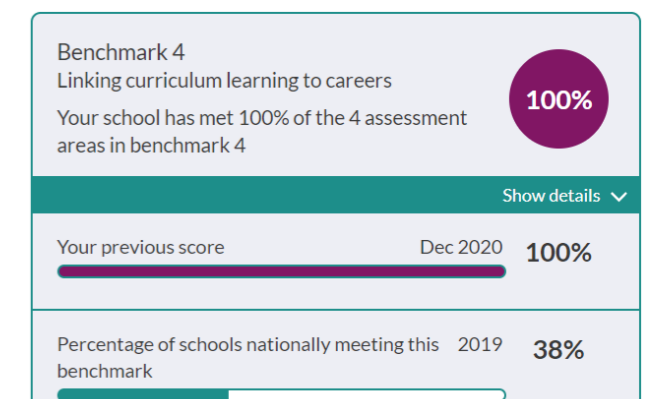 Benchmark 4
Linking curriculum learning to careers
Your school has met 100% of the 4 assessment
areas in benchmark 4
100%
Show details
Your previous score Dec 2020 100%
Percentage of schools nationally meeting this 2019 38%
benchmark